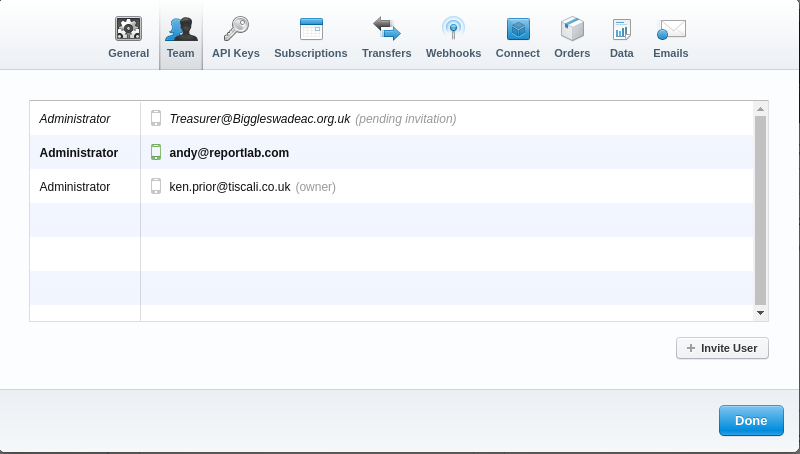 General Team API Keys Subscriptions Transfers Webhooks Connect Orders Data Emails
Administrator Treasurer@Biggleswadeac.org.uk (pending invitation)
Administrator andy@reportlab.com
Administrator ken.prior@tiscali.co.uk (owner)
+ Invite User
Done